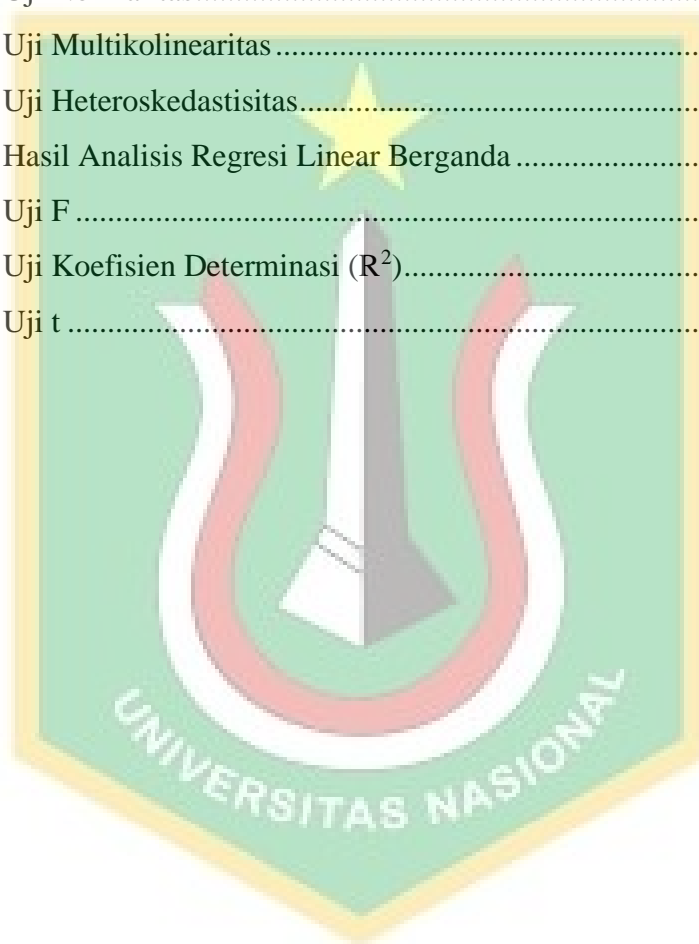 Uji Multikolinearitas........................................................
Uji Heteroskedastisitas.....................................................
Hasil Analisis Regresi Linear Berganda........................
Uji F................................................................................
Uji Koefisien Determinasi (R²).......................................
Uji t.................................................................................
UNIVERSITAS NASIONAL